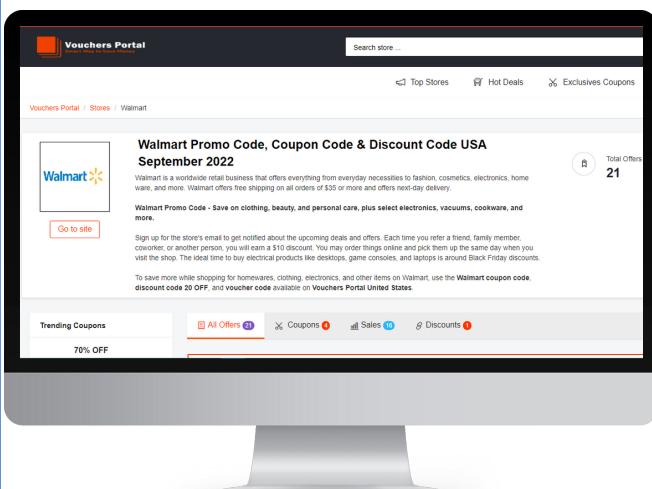 Vouchers Portal
Smart Way to Save Money
Search store ...
Top Stores
Hot Deals
Exclusives Coupons
Vouchers Portal / Stores / Walmart
Walmart
Go to site
Walmart Promo Code, Coupon Code & Discount Code USA
September 2022
Walmart is a worldwide retail business that offers everything from everyday necessities to fashion, cosmetics, electronics, home
ware, and more. Walmart offers free shipping on all orders of $35 or more and offers next-day delivery.
Walmart Promo Code - Save on clothing, beauty, and personal care, plus select electronics, vacuums, cookware, and
more.
Sign up for the store's email to get notified about the upcoming deals and offers. Each time you refer a friend, family member,
coworker, or another person, you will earn a $10 discount. You may order things online and pick them up the same day when you
visit the shop. The ideal time to buy electrical products like desktops, game consoles, and laptops is around Black Friday discounts.
To save more while shopping for homewares, clothing, electronics, and other items on Walmart, use the Walmart coupon code,
discount code 20 OFF, and voucher code available on Vouchers Portal United States.
Total Offers
21
Trending Coupons
70% OFF
All Offers 21
Coupons 4
Sales 16
Discounts 1